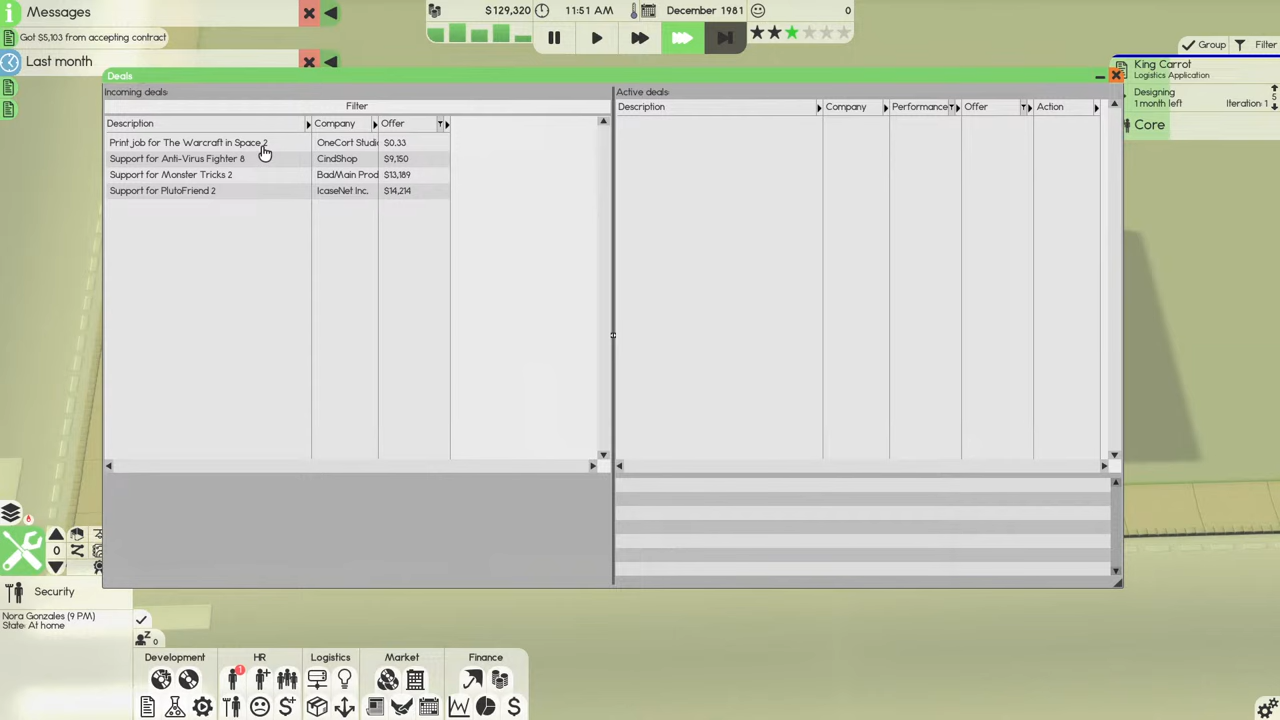 Messages
Got $5,103 from accepting contract
Last month
$129,320
11:51 AM
December 1981
0
Group
Filter
King Carrot
Logistics Application
Designing
5
1 month left
Iteration: 1
Core
Deals
Incoming deals:
Filter
Description Company Offer
Print job for The Warcraft in Space 2 OneCort Studi $0.33
Support for Anti-Virus Fighter 8 CindShop $9,150
Support for Monster Tricks 2 BadMain Prod $13,189
Support for PlutoFriend 2 IcaseNet Inc. $14,214
Active deals:
Description Company Performance Offer Action
0
Security
Nora Gonzales (9 PM)
State: At home
0
Development
HR
Logistics
Market
Finance
1